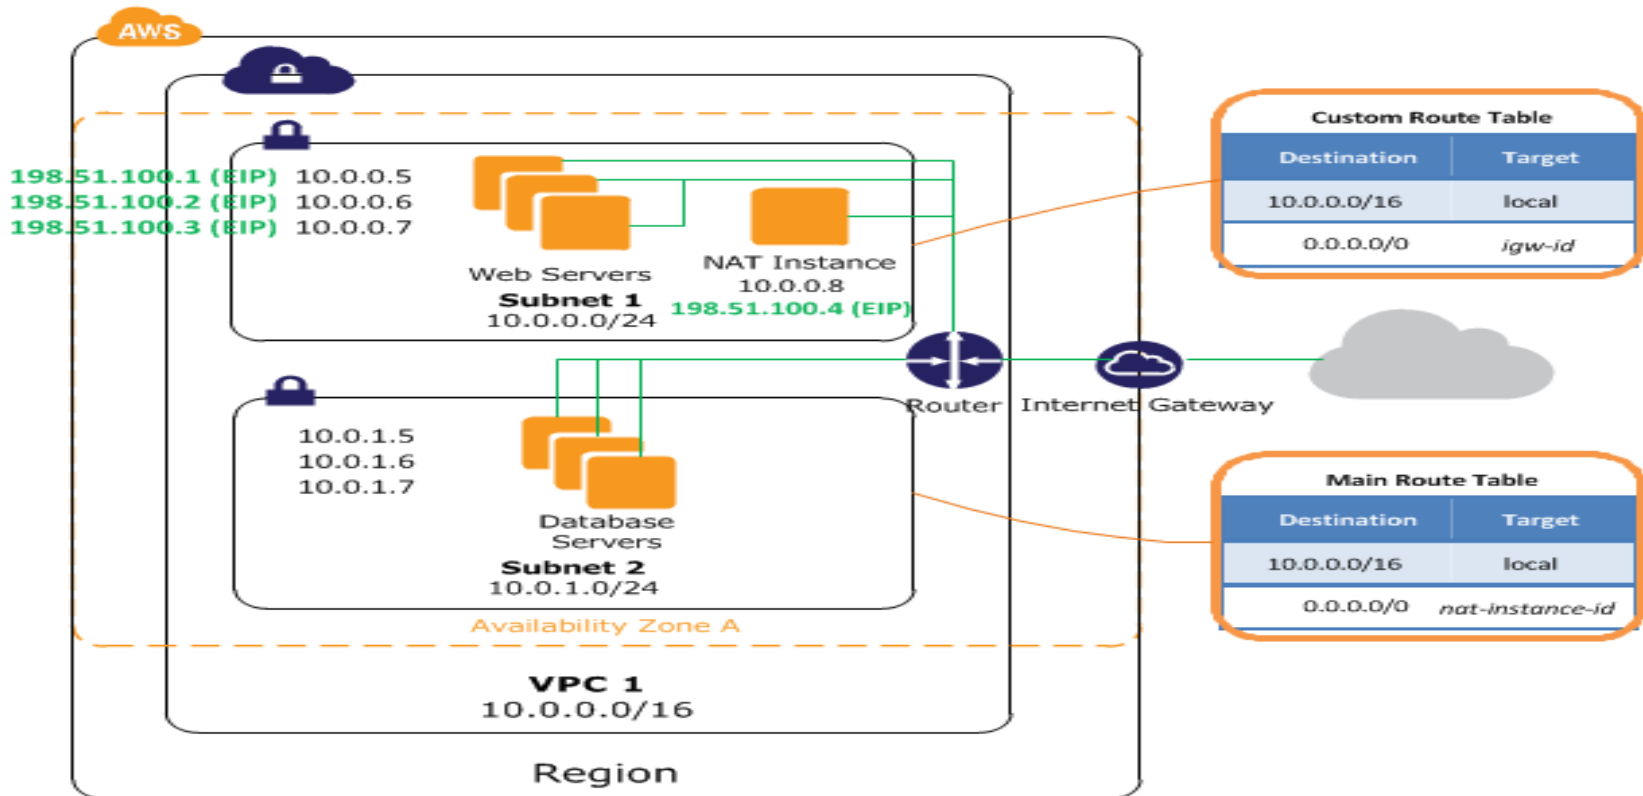 AWS
198.51.100.1 (EIP) 10.0.0.5
198.51.100.2 (EIP) 10.0.0.6
198.51.100.3 (EIP) 10.0.0.7
Web Servers
Subnet 1
10.0.0.0/24
NAT Instance
10.0.0.8
198.51.100.4 (EIP)
Router
Internet Gateway
10.0.1.5
10.0.1.6
10.0.1.7
Database
Servers
Subnet 2
10.0.1.0/24
Availability Zone A
VPC 1
10.0.0.0/16
Region
Custom Route Table
Destination Target
10.0.0.0/16 local
0.0.0.0/0 igw-id
Main Route Table
Destination Target
10.0.0.0/16 local
0.0.0.0/0 nat-instance-id